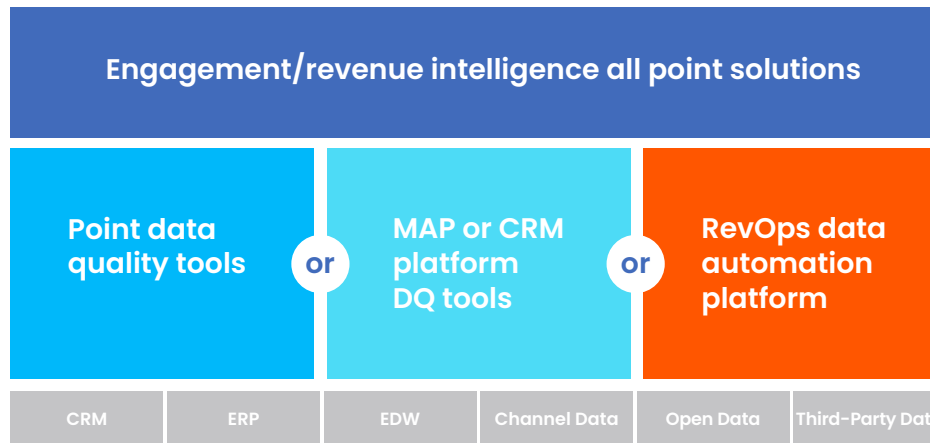 Engagement/revenue intelligence all point solutions
Point data
quality tools
or
MAP or CRM
platform
DQ tools
or
RevOps data
automation
platform
CRM
ERP
EDW
Channel Data
Open Data
Third-Party Dat